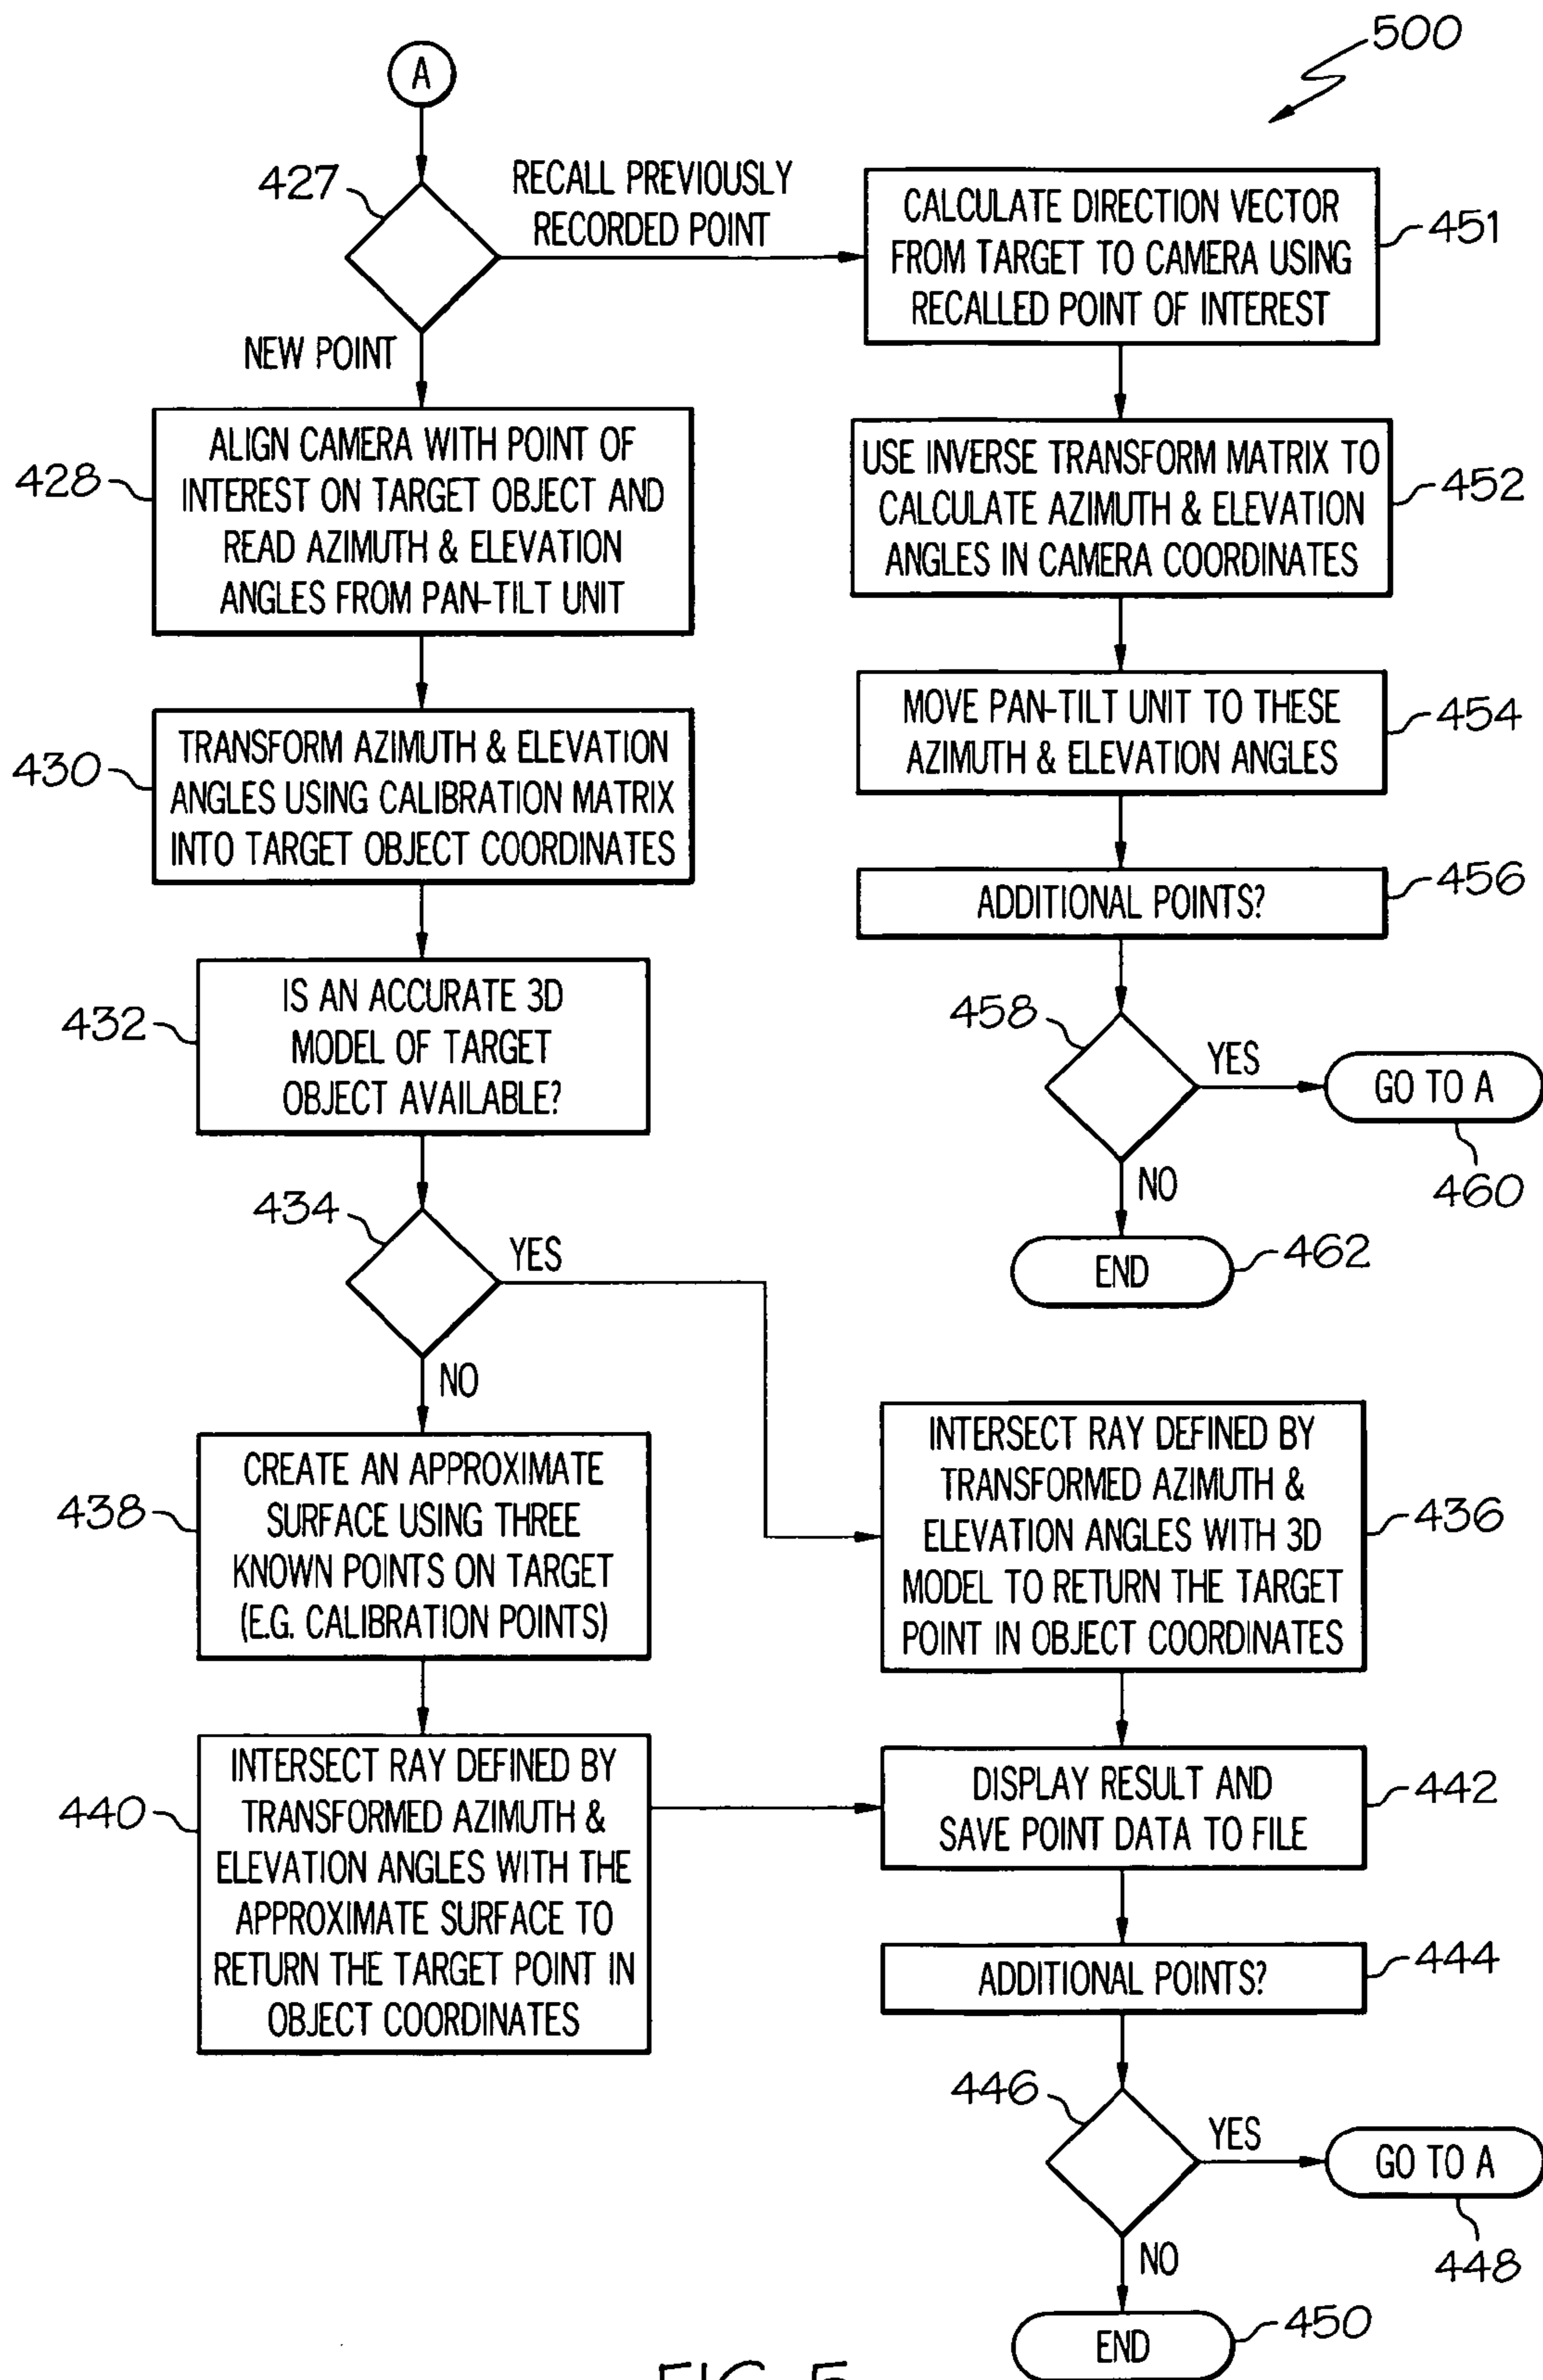 500
A
427
RECALL PREVIOUSLY
RECORDED POINT
NEW POINT
CALCULATE DIRECTION VECTOR
FROM TARGET TO CAMERA USING
RECALLED POINT OF INTEREST
451
428
ALIGN CAMERA WITH POINT OF
INTEREST ON TARGET OBJECT AND
READ AZIMUTH & ELEVATION
ANGLES FROM PAN-TILT UNIT
USE INVERSE TRANSFORM MATRIX TO
CALCULATE AZIMUTH & ELEVATION
ANGLES IN CAMERA COORDINATES
452
430
TRANSFORM AZIMUTH & ELEVATION
ANGLES USING CALIBRATION MATRIX
INTO TARGET OBJECT COORDINATES
MOVE PAN-TILT UNIT TO THESE
AZIMUTH & ELEVATION ANGLES
454
ADDITIONAL POINTS?
456
432
IS AN ACCURATE 3D
MODEL OF TARGET
OBJECT AVAILABLE?
458
YES
GO TO A
460
NO
END
462
434
YES
NO
438
CREATE AN APPROXIMATE
SURFACE USING THREE
KNOWN POINTS ON TARGET
(E.G. CALIBRATION POINTS)
INTERSECT RAY DEFINED BY
TRANSFORMED AZIMUTH &
ELEVATION ANGLES WITH 3D
MODEL TO RETURN THE TARGET
POINT IN OBJECT COORDINATES
436
440
INTERSECT RAY DEFINED BY
TRANSFORMED AZIMUTH &
ELEVATION ANGLES WITH THE
APPROXIMATE SURFACE TO
RETURN THE TARGET POINT IN
OBJECT COORDINATES
DISPLAY RESULT AND
SAVE POINT DATA TO FILE
442
ADDITIONAL POINTS?
444
446
YES
GO TO A
448
NO
END
450
FIG. 5